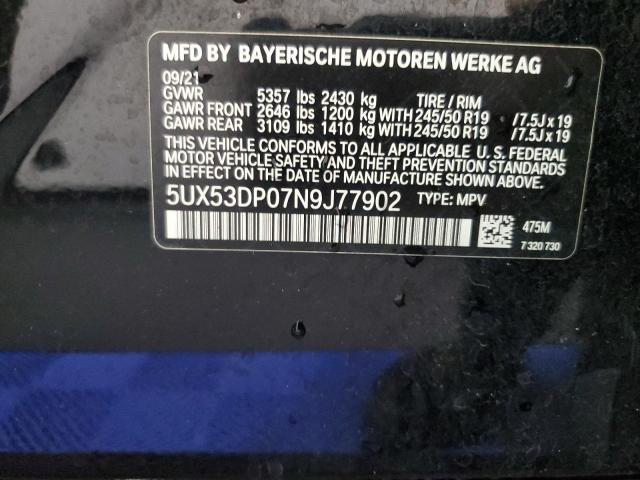 MFD BY BAYERISCHE MOTOREN WERKE AG
09/21
GVWR 5357 lbs 2430 kg TIRE / RIM
GAWR FRONT 2646 lbs 1200 kg WITH 245/50 R19 /7.5J x 19
GAWR REAR 3109 lbs 1410 kg WITH 245/50 R19 /7.5J x 19
THIS VEHICLE CONFORMS TO ALL APPLICABLE U. S. FEDERAL
MOTOR VEHICLE SAFETY AND THEFT PREVENTION STANDARDS
IN EFFECT ON THE DATE OF MANUFACTURE SHOWN ABOVE.
5UX53DP07N9J77902 TYPE: MPV
475M
7 320 730